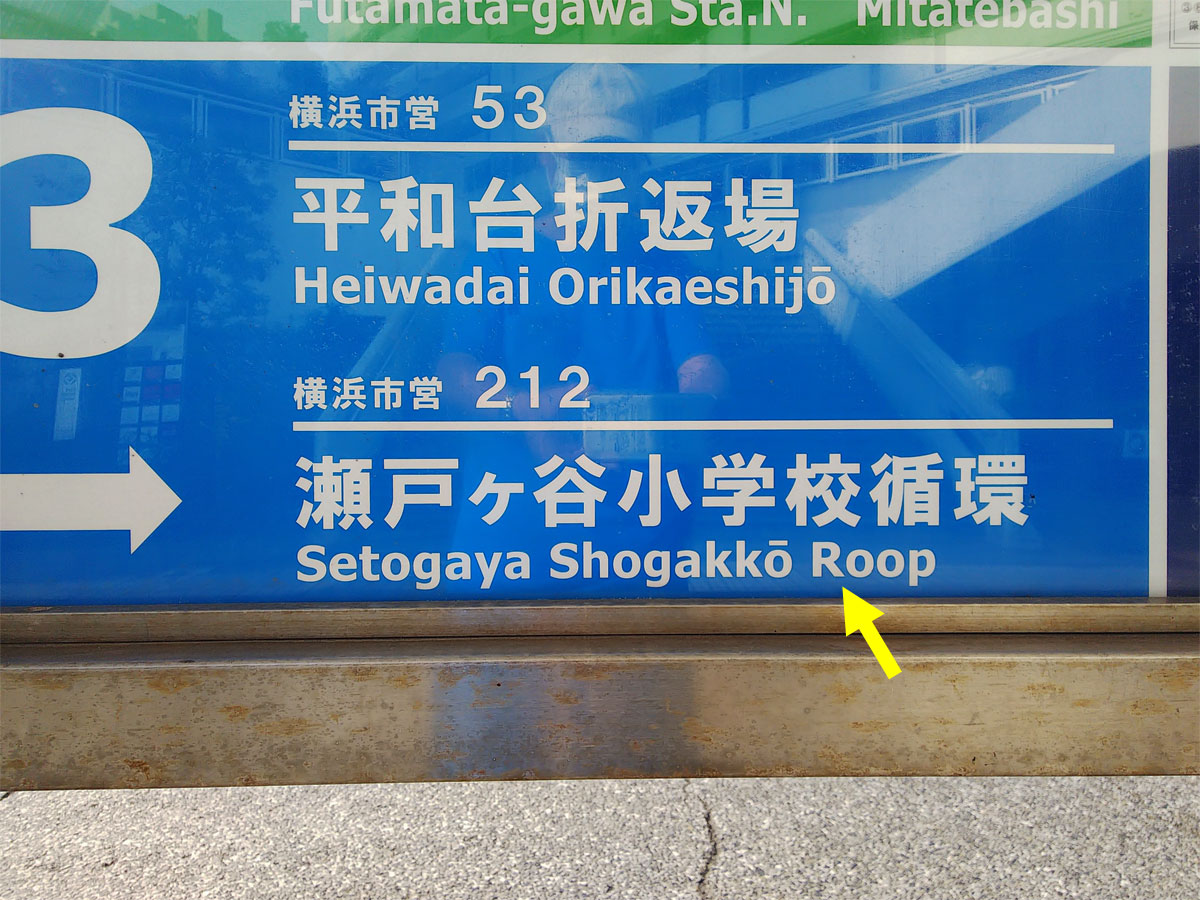 Futamata-gawa Sta.N. Mitatebashi
3
横浜市営 53
平和台折返場
Heiwadai Orikaeshijō
横浜市営 212
瀬戸ヶ谷小学校循環
Setogaya Shogakkō Roop